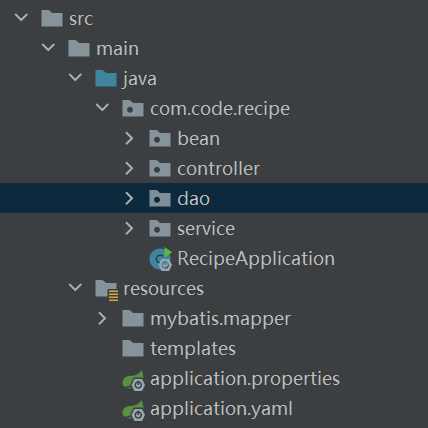 src
main
java
com.code.recipe
bean
controller
dao
service
RecipeApplication
resources
mybatis.mapper
templates
application.properties
application.yaml